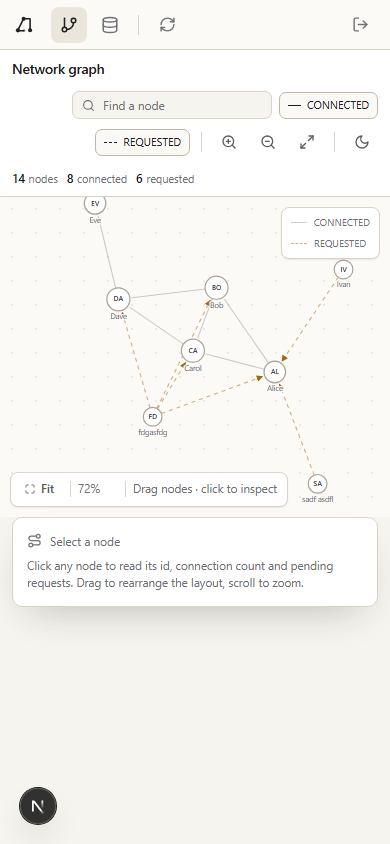 Network graph
Find a node
CONNECTED
REQUESTED
14 nodes 8 connected 6 requested
EV
Eve
CONNECTED
REQUESTED
IV
Ivan
DA
Dave
BO
Bob
CA
Carol
AL
Alice
FD
fdgasfdg
SA
sadf asdfl
Fit 72% Drag nodes · click to inspect
Select a node
Click any node to read its id, connection count and pending
requests. Drag to rearrange the layout, scroll to zoom.
N